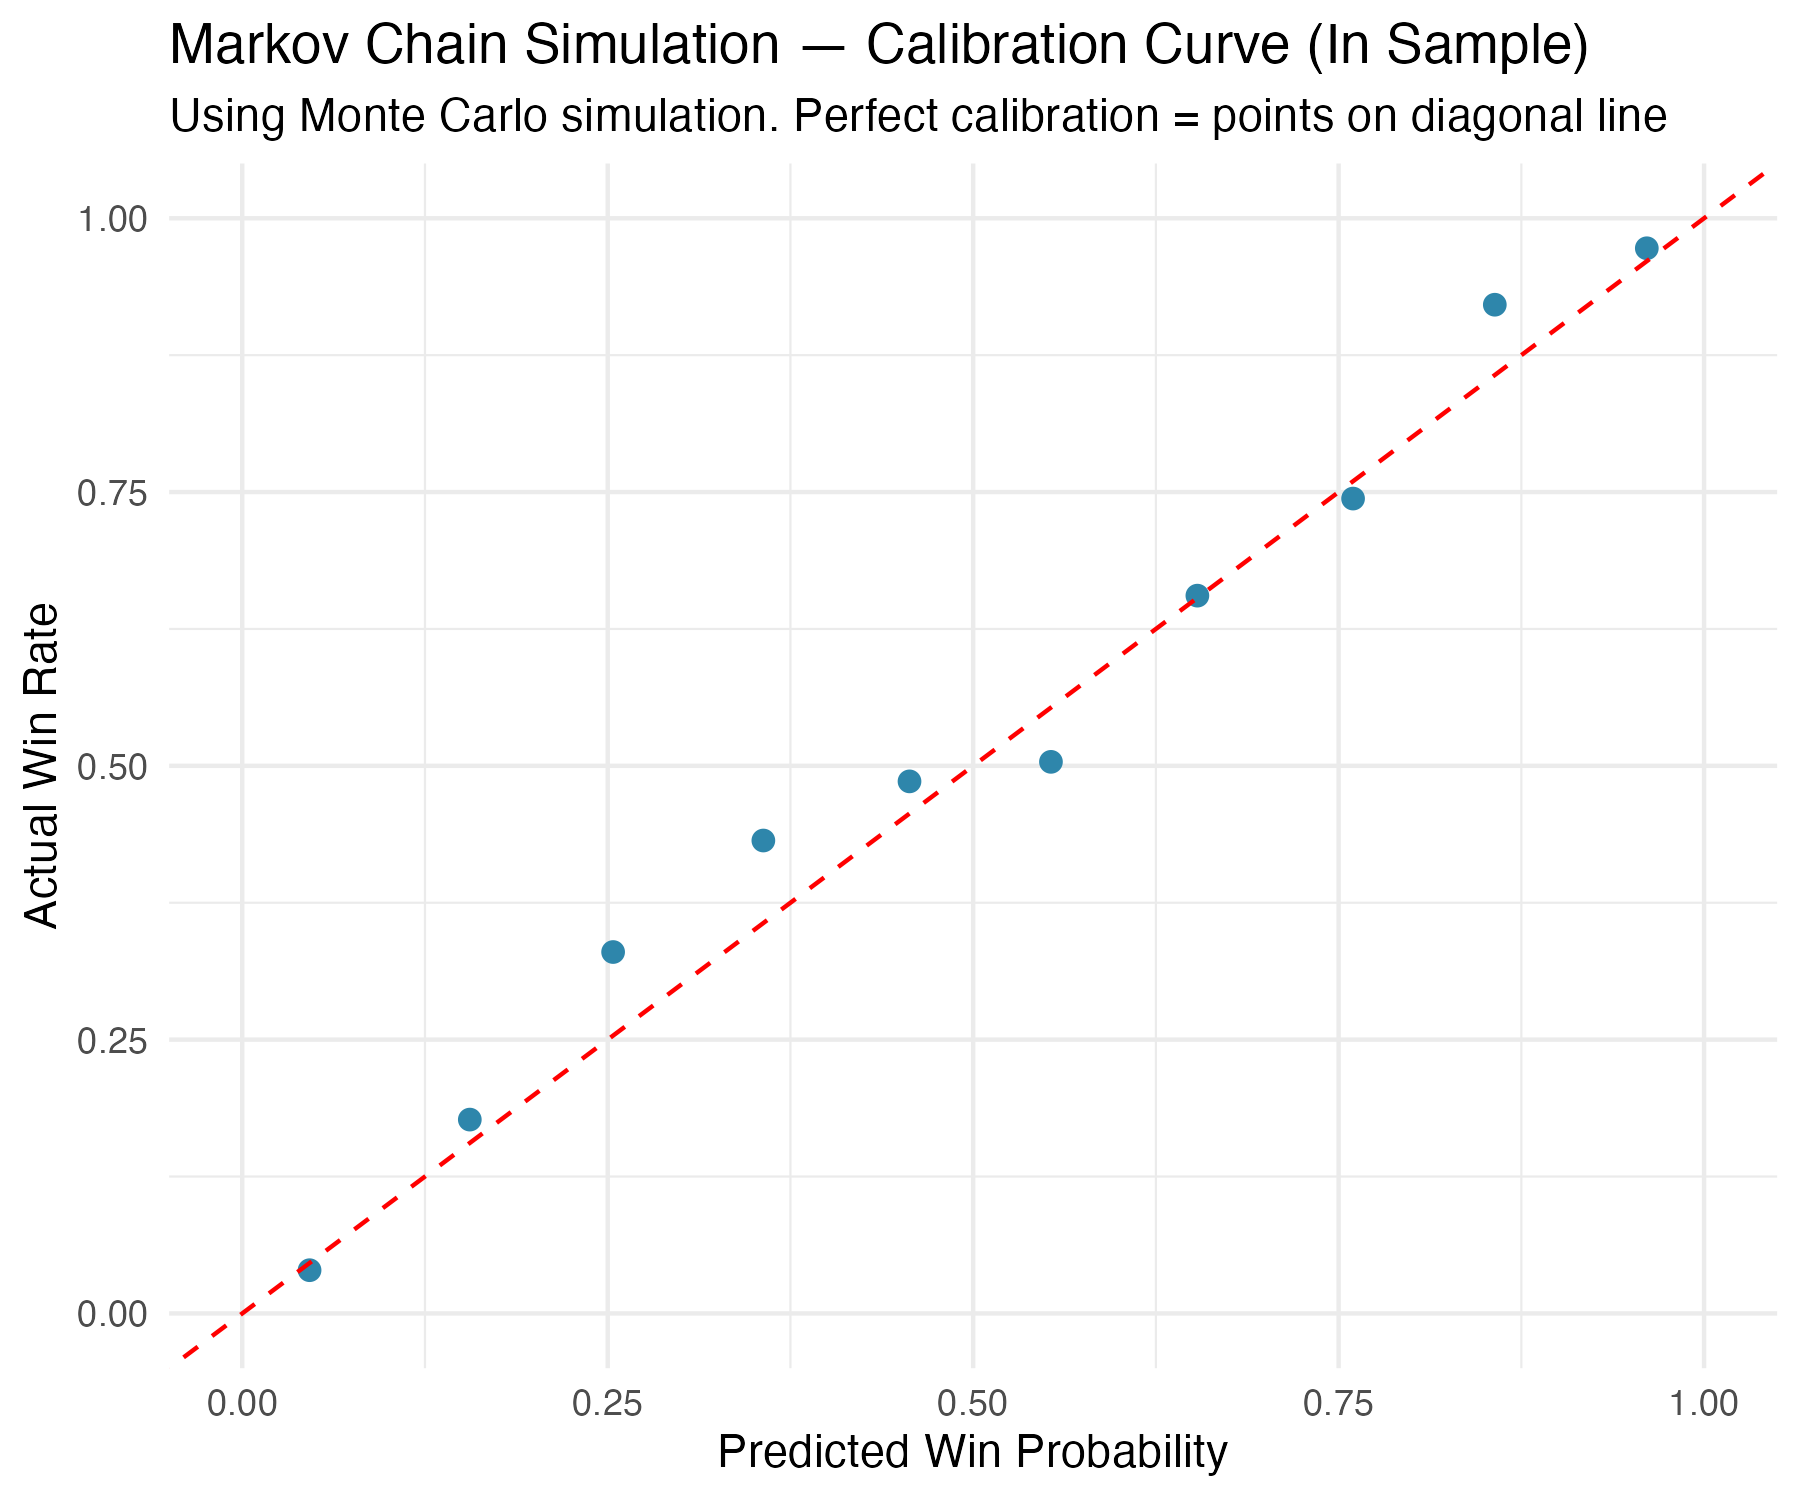 Markov Chain Simulation — Calibration Curve (In Sample)
Using Monte Carlo simulation. Perfect calibration = points on diagonal line
1.00
0.75
0.50
0.25
0.00
Actual Win Rate
0.00 0.25 0.50 0.75 1.00
Predicted Win Probability